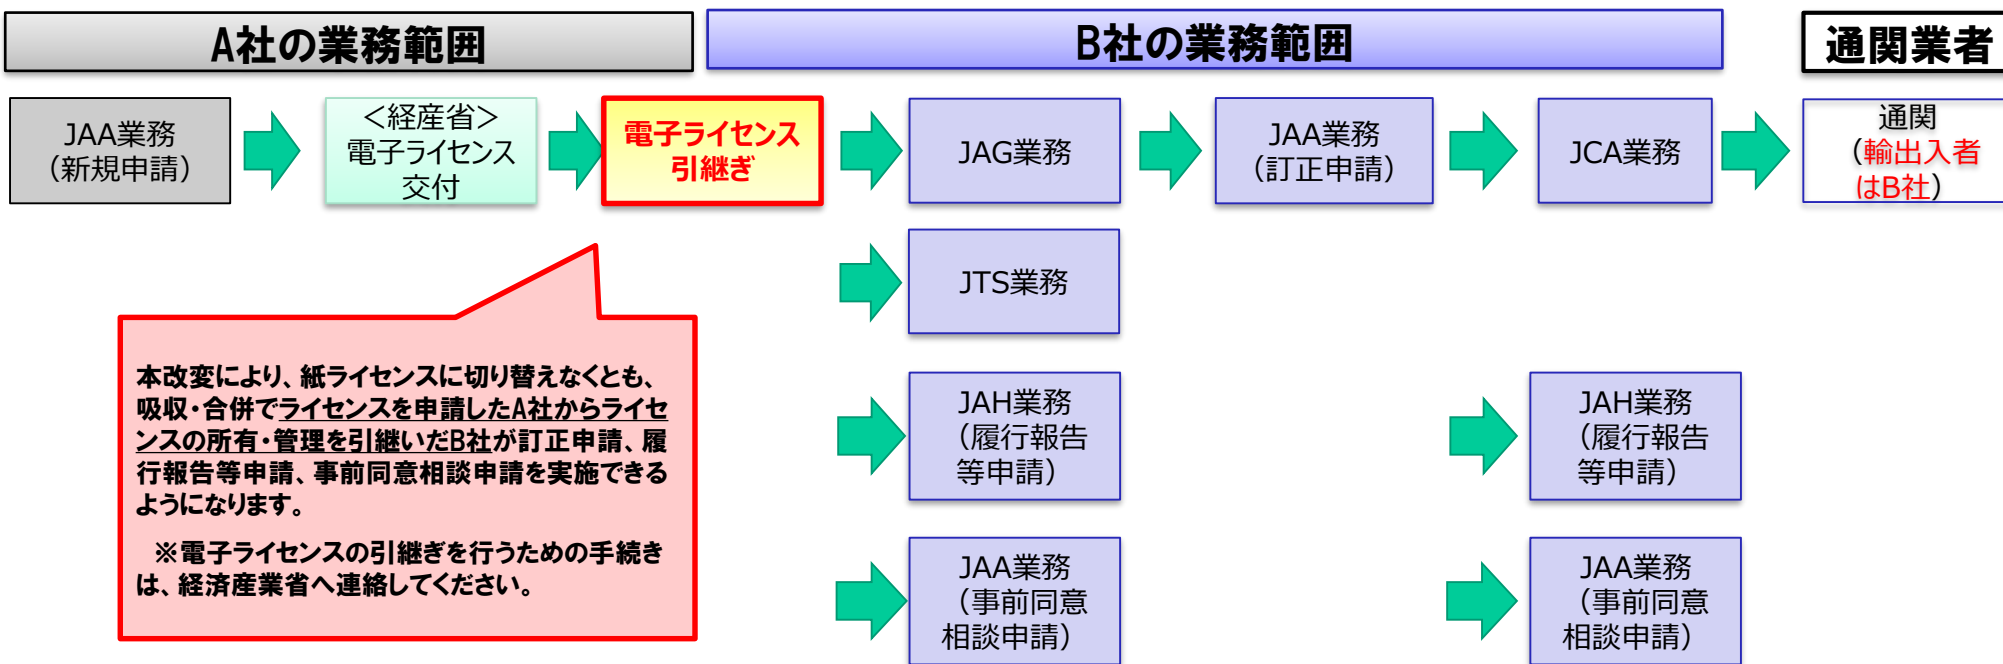 A社の業務範囲
B社の業務範囲
通関業者
JAA業務
（新規申請）
＜経産省＞
電子ライセンス
交付
電子ライセンス
引継ぎ
JAG業務
JAA業務
（訂正申請）
JCA業務
通関
（輸出入者
はB社）
JTS業務
本改変により、紙ライセンスに切り替えなくとも、
吸収・合併でライセンスを申請したA社からライセ
ンスの所有・管理を引継いだB社が訂正申請、履
行報告等申請、事前同意相談申請を実施できる
ようになります。
※電子ライセンスの引継ぎを行うための手続き
は、経済産業省へ連絡してください。
JAH業務
（履行報告
等申請）
JAH業務
（履行報告
等申請）
JAA業務
（事前同意
相談申請）
JAA業務
（事前同意
相談申請）